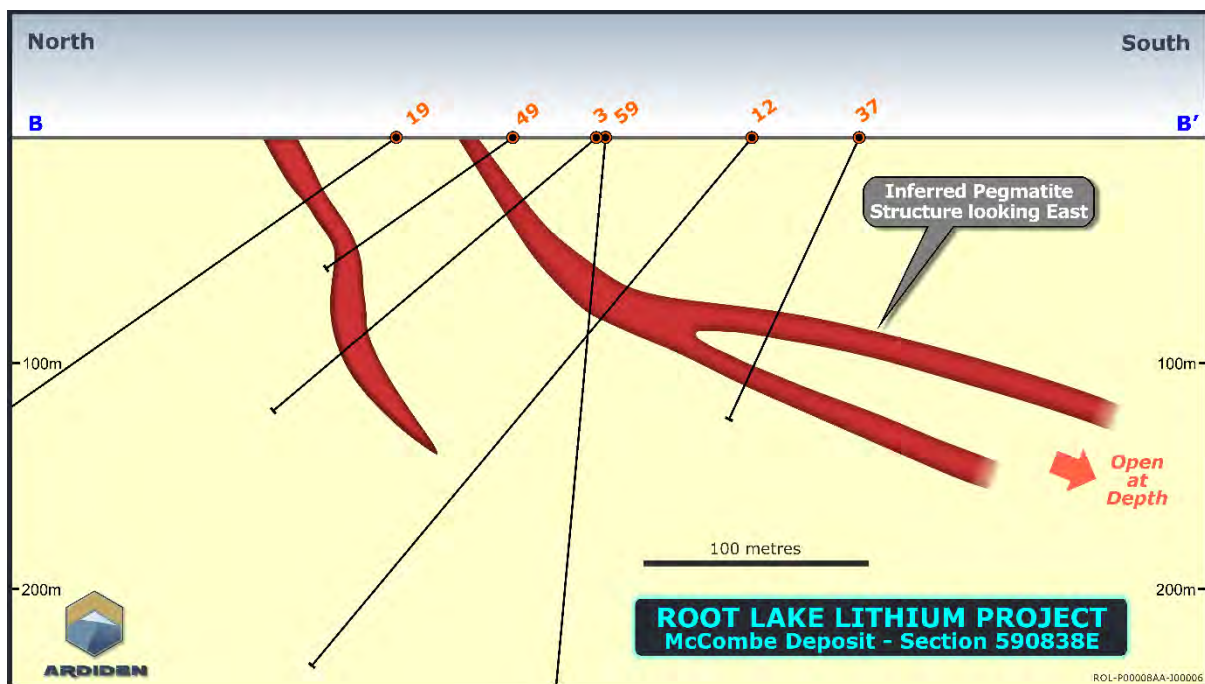 North
South
B
19
49
3
59
12
37
B’
Inferred Pegmatite
Structure looking East
100m
100m
Open
at
Depth
100 metres
200m
200m
ROOT LAKE LITHIUM PROJECT
McCombe Deposit - Section 590838E
ARDIDEN
ROL-P00008AA-J00006